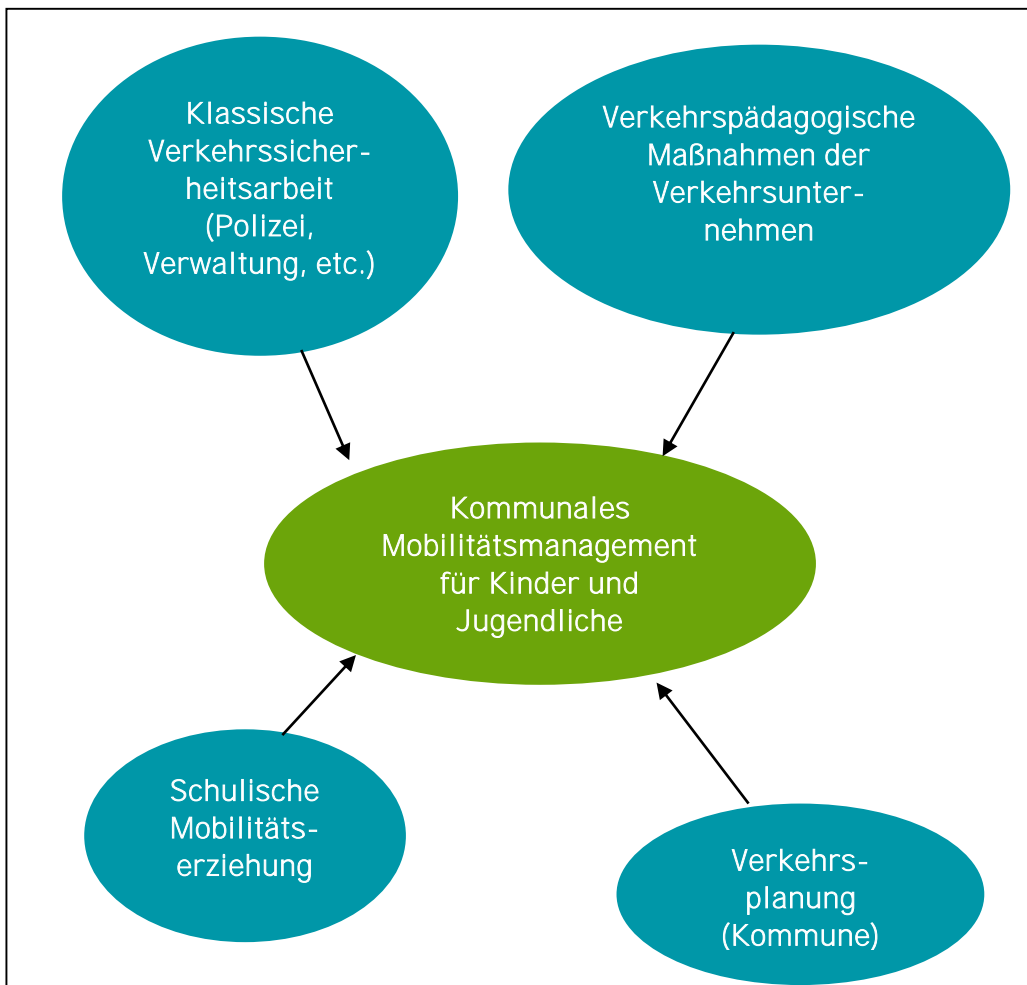 Klassische
Verkehrssicher-
heitsarbeit
(Polizei,
Verwaltung, etc.)
Verkehrspädagogische
Maßnahmen der
Verkehrsunter-
nehmen
Kommunales
Mobilitätsmanagement
für Kinder und
Jugendliche
Schulische
Mobilitäts-
erziehung
Verkehrs-
planung
(Kommune)